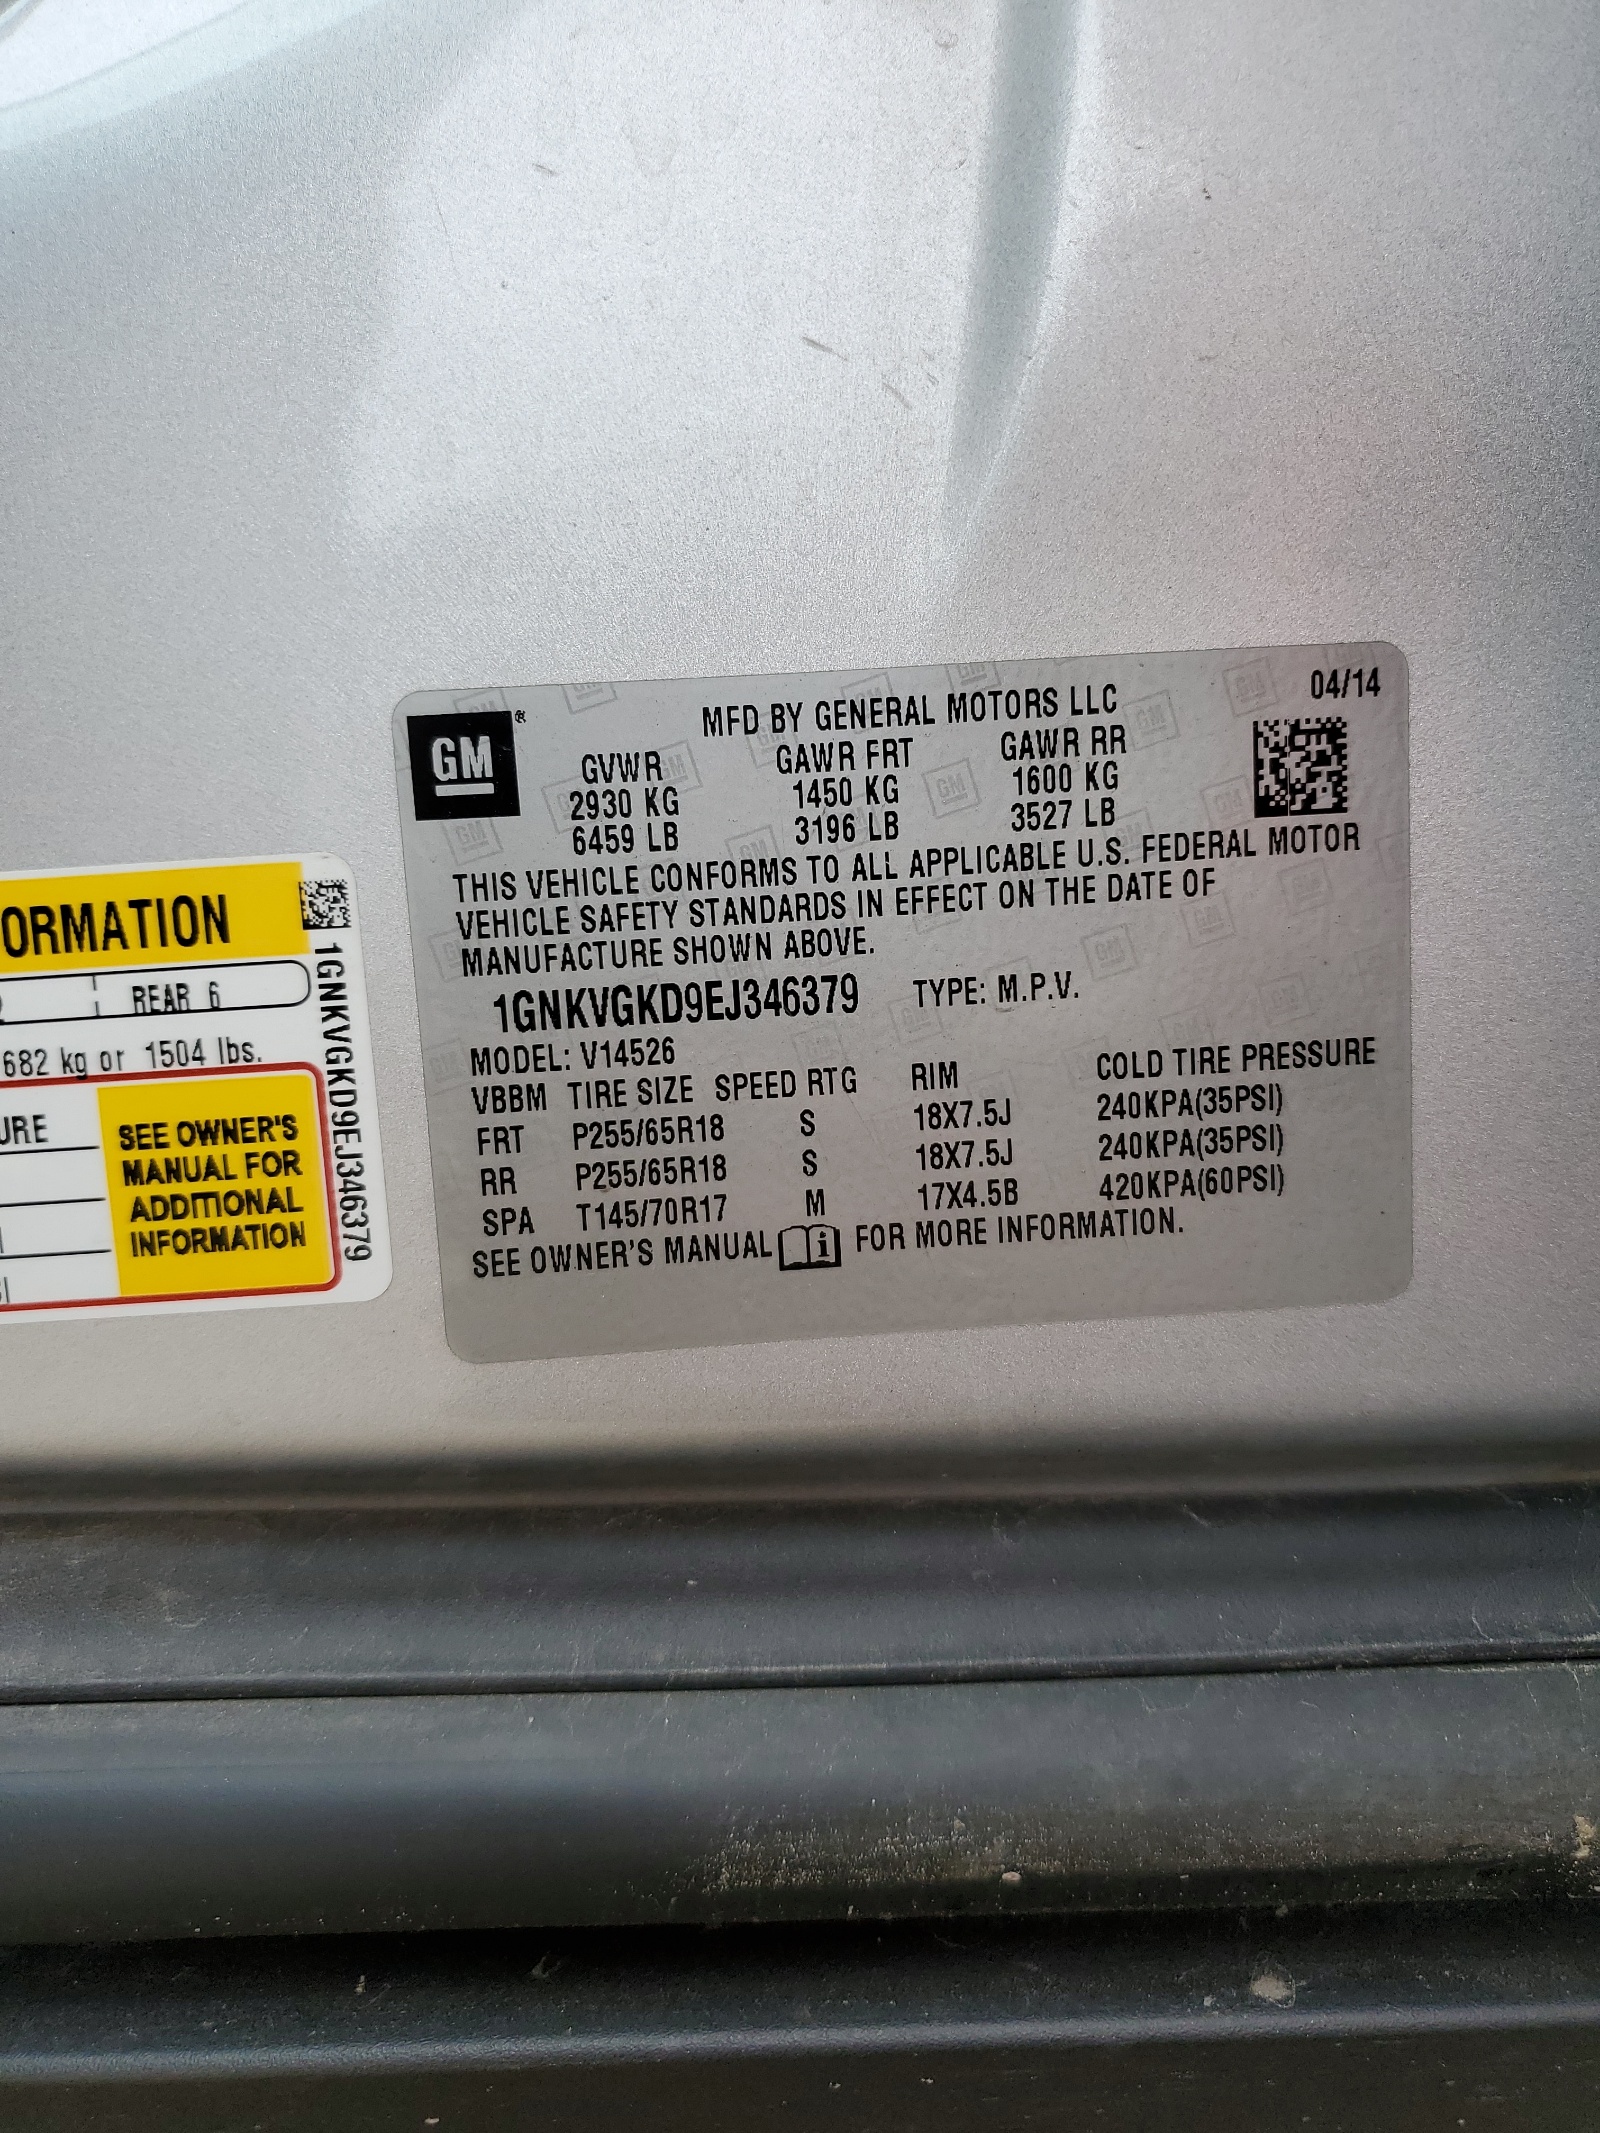 ORMATION
REAR 6
682 kg or 1504 lbs.
URE
SEE OWNER'S
MANUAL FOR
ADDITIONAL
INFORMATION
1GNKVGKD9EJ346379
GM®
MFD BY GENERAL MOTORS LLC 04/14
GVWR GAWR FRT GAWR RR
2930 KG 1450 KG 1600 KG
6459 LB 3196 LB 3527 LB
THIS VEHICLE CONFORMS TO ALL APPLICABLE U.S. FEDERAL MOTOR
VEHICLE SAFETY STANDARDS IN EFFECT ON THE DATE OF
MANUFACTURE SHOWN ABOVE.
1GNKVGKD9EJ346379 TYPE: M.P.V.
MODEL: V14526
VBBM TIRE SIZE SPEED RTG RIM COLD TIRE PRESSURE
FRT P255/65R18 S 18X7.5J 240KPA(35PSI)
RR P255/65R18 S 18X7.5J 240KPA(35PSI)
SPA T145/70R17 M 17X4.5B 420KPA(60PSI)
SEE OWNER'S MANUAL i FOR MORE INFORMATION.